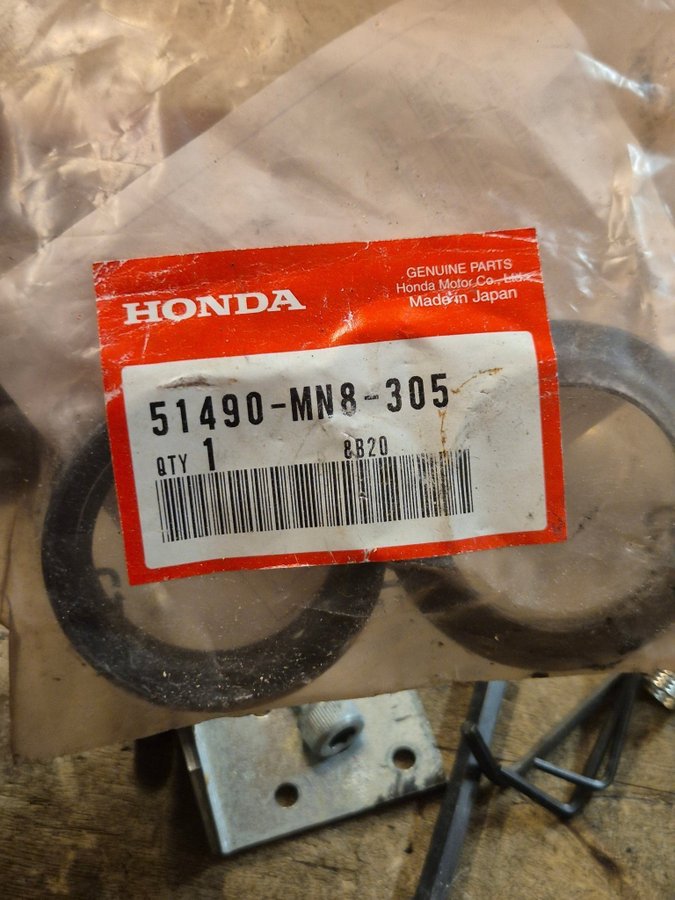 GENUINE PARTS
HONDA
Honda Motor Co., Ltd.
Made in Japan
51490-MN8-305
QTY 1 8B20